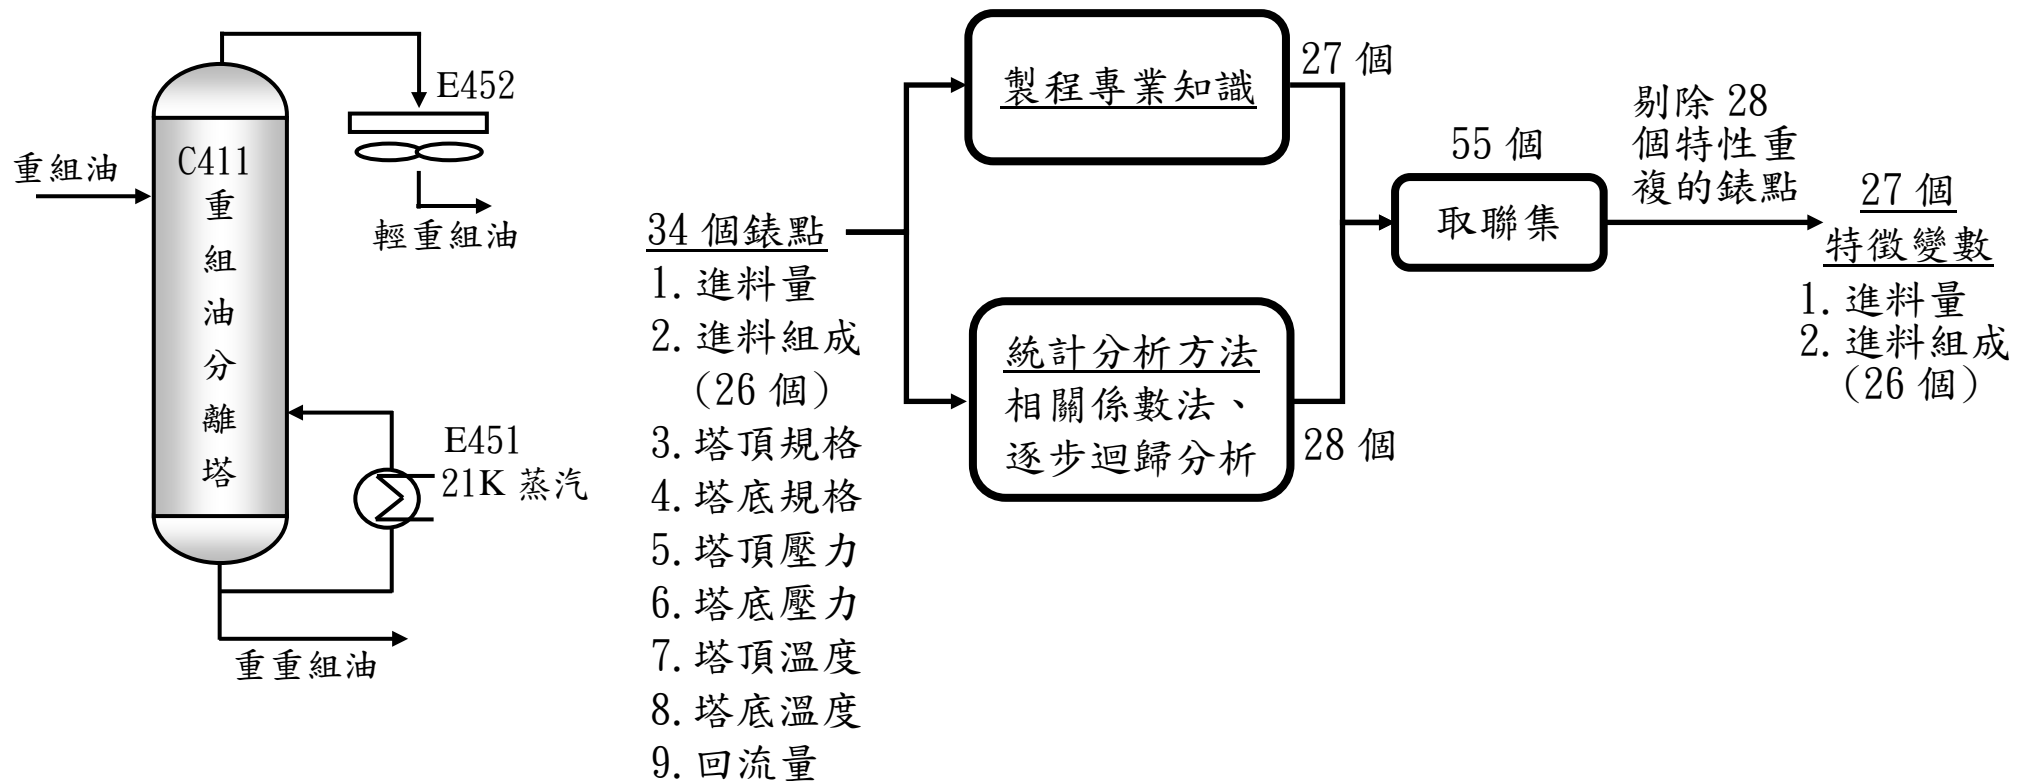 E452
重組油
C411
重
組
油
分
離
塔
輕重組油
E451
21K 蒸汽
重重組油
34 個錶點
1. 進料量
2. 進料組成
(26 個)
3. 塔頂規格
4. 塔底規格
5. 塔頂壓力
6. 塔底壓力
7. 塔頂溫度
8. 塔底溫度
9. 回流量
製程專業知識
27 個
統計分析方法
相關係數法、
逐步迴歸分析
28 個
55 個
取聯集
剔除 28
個特性重
複的錶點
27 個
特徵變數
1. 進料量
2. 進料組成
(26 個)